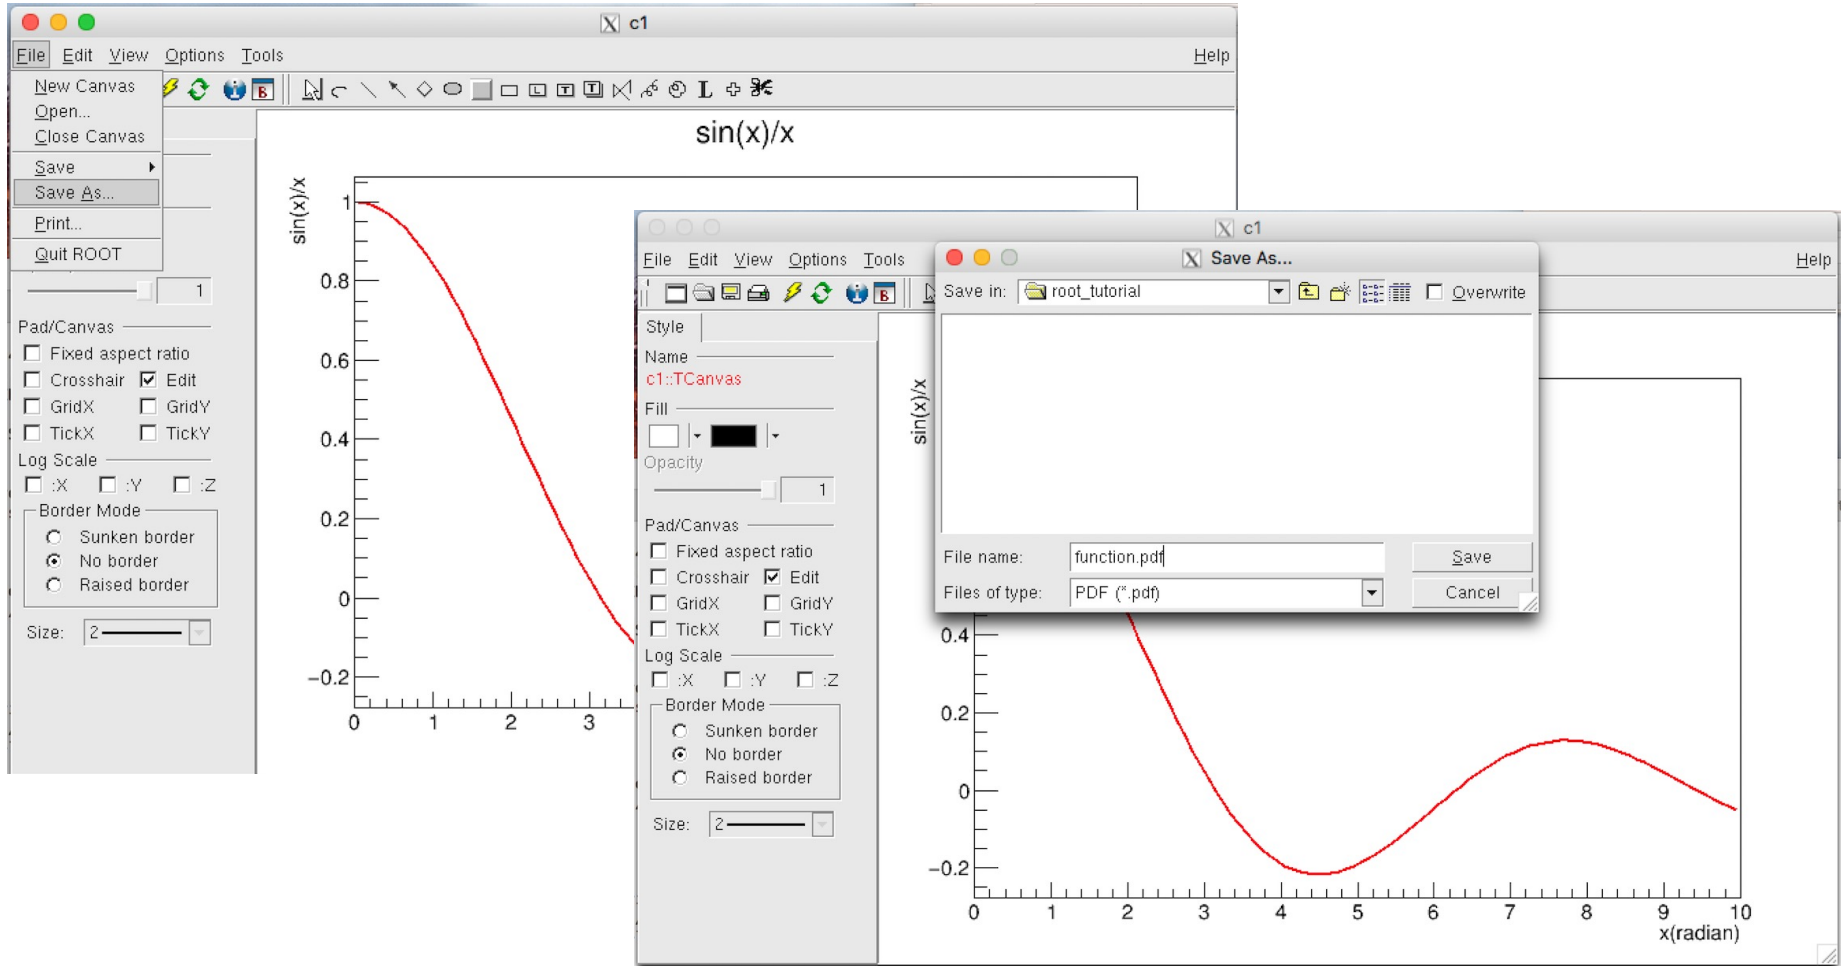 c1
File Edit View Options Tools Help
New Canvas
Open...
Close Canvas
Save
Save As...
Print...
Quit ROOT
B L T T L
1
Pad/Canvas
Fixed aspect ratio
Crosshair Edit
GridX GridY
TickX TickY
Log Scale
:X :Y :Z
Border Mode
Sunken border
No border
Raised border
Size: 2
sin(x)/x
sin(x)/x
1
0.8
0.6
0.4
0.2
0
−0.2
0 1 2 3
c1
File Edit View Options Tools Help
B
Style
Name
c1::TCanvas
Fill
Opacity
1
Pad/Canvas
Fixed aspect ratio
Crosshair Edit
GridX GridY
TickX TickY
Log Scale
:X :Y :Z
Border Mode
Sunken border
No border
Raised border
Size: 2
Save As...
Save in: root_tutorial Overwrite
File name: function.pdf Save
Files of type: PDF (*.pdf) Cancel
sin(x)/x
0.4
0.2
0
−0.2
0 1 2 3 4 5 6 7 8 9 10
x(radian)